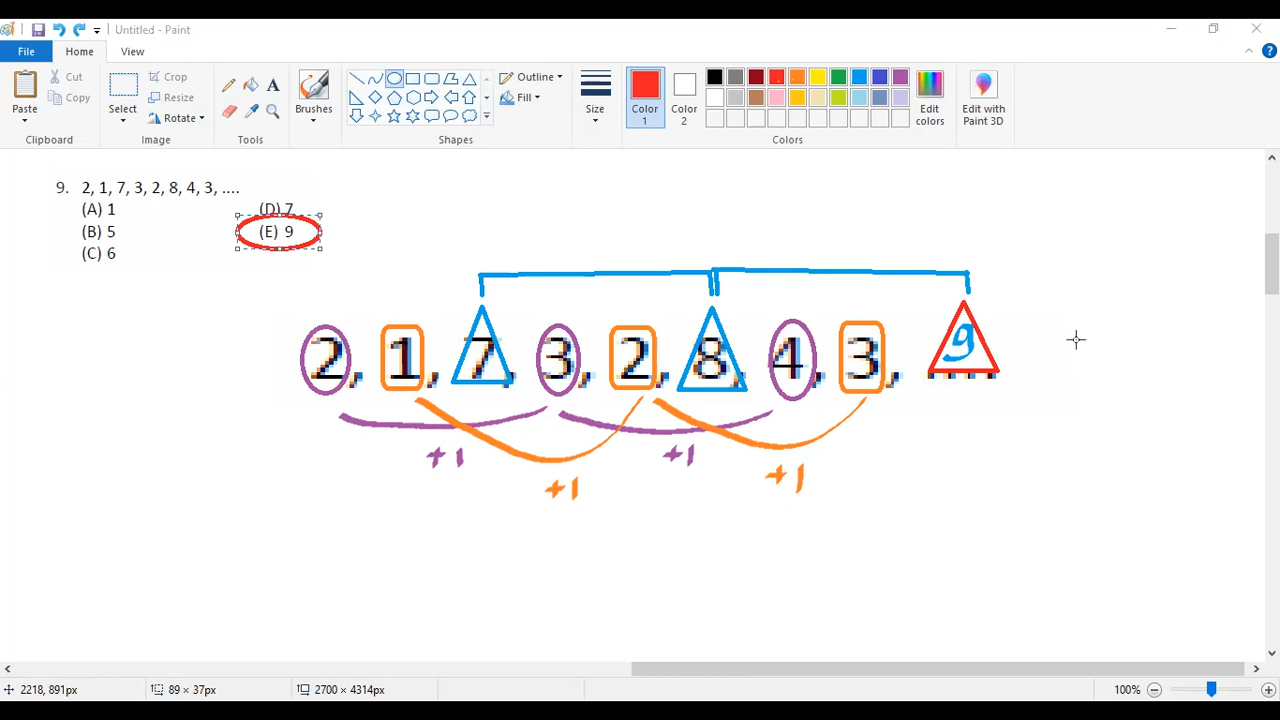 Untitled - Paint
File Home View
Paste
Cut
Copy
Clipboard
Select
Crop
Resize
Rotate
Image
A
Tools
Brushes
Shapes
Outline
Fill
Size
Color 1
Color 2
Edit colors
Edit with Paint 3D
Colors
9. 2, 1, 7, 3, 2, 8, 4, 3, ....
(A) 1 (D) 7
(B) 5 (E) 9
(C) 6
2, 1, 7, 3, 2, 8, 4, 3, .... 9
+1 +1
+1 +1
2218, 891px 89 × 37px 2700 × 4314px 100%